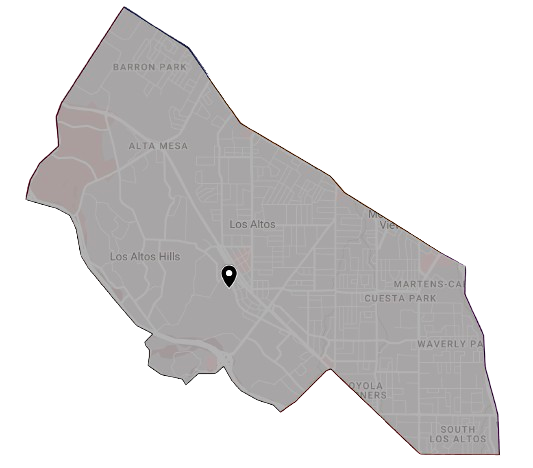 BARRON PARK
ALTA MESA
Los Altos
Los Altos Hills
MARTENS-CA
CUESTA PARK
WAVERLY PA
OYOLA
NERS
SOUTH
LOS ALTOS